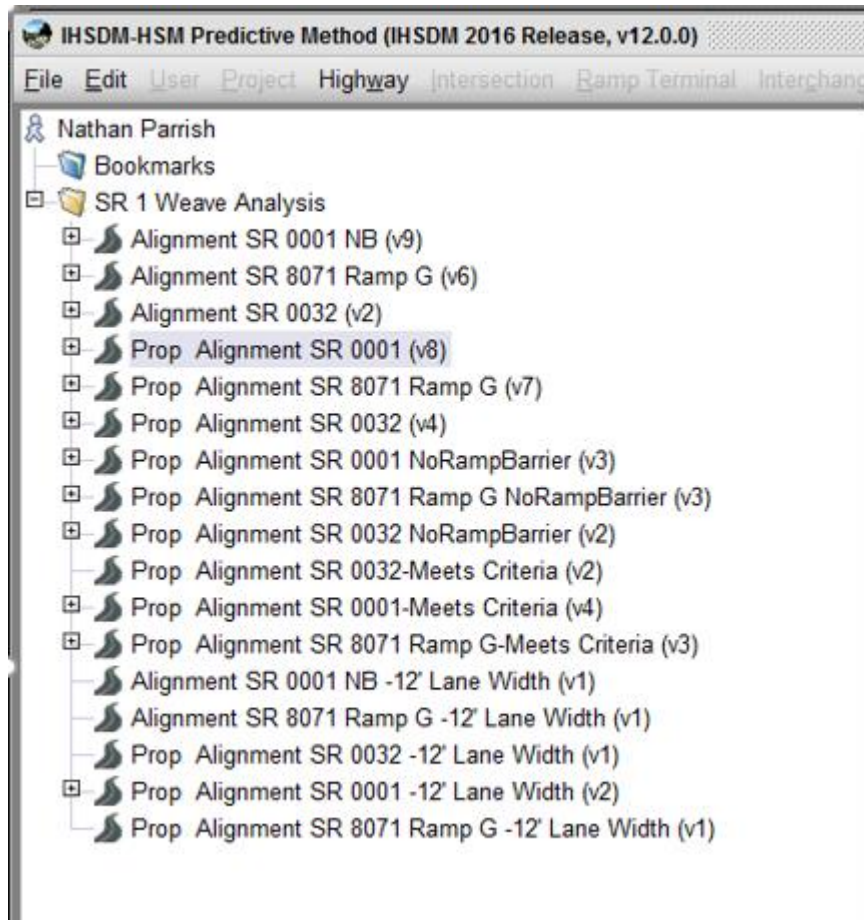 IHSDM-HSM Predictive Method (IHSDM 2016 Release, v12.0.0)
File Edit User Project Highway Intersection Ramp Terminal Interchang
Nathan Parrish
Bookmarks
SR 1 Weave Analysis
Alignment SR 0001 NB (v9)
Alignment SR 8071 Ramp G (v6)
Alignment SR 0032 (v2)
Prop Alignment SR 0001 (v8)
Prop Alignment SR 8071 Ramp G (v7)
Prop Alignment SR 0032 (v4)
Prop Alignment SR 0001 NoRampBarrier (v3)
Prop Alignment SR 8071 Ramp G NoRampBarrier (v3)
Prop Alignment SR 0032 NoRampBarrier (v2)
Prop Alignment SR 0032-Meets Criteria (v2)
Prop Alignment SR 0001-Meets Criteria (v4)
Prop Alignment SR 8071 Ramp G-Meets Criteria (v3)
Alignment SR 0001 NB -12' Lane Width (v1)
Alignment SR 8071 Ramp G -12' Lane Width (v1)
Prop Alignment SR 0032 -12' Lane Width (v1)
Prop Alignment SR 0001 -12' Lane Width (v2)
Prop Alignment SR 8071 Ramp G -12' Lane Width (v1)